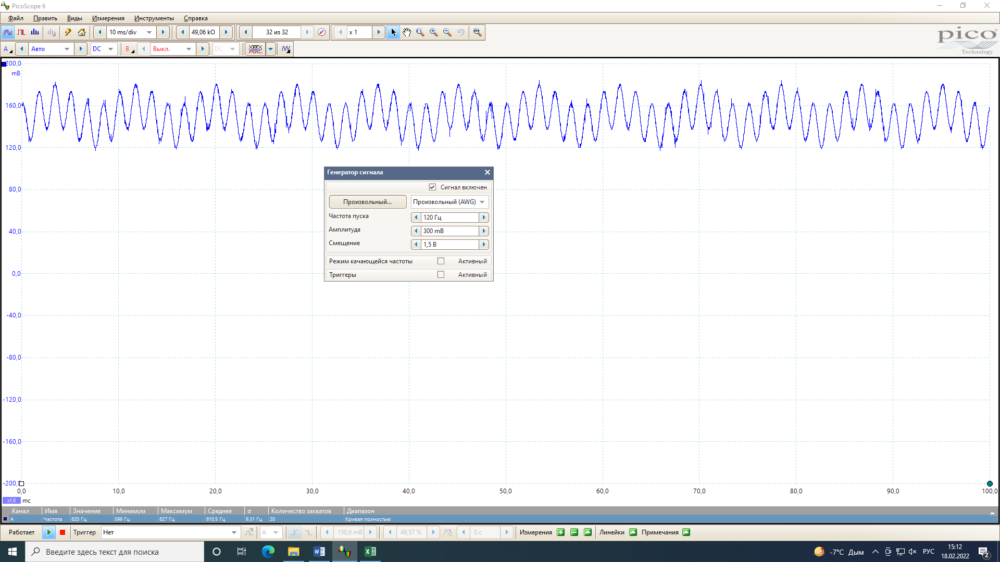 PicoScope 6
Файл Править Виды Измерения Инструменты Справка
10 ms/div 49,06 kO 32 из 32 x 1
pico
Technology
A Авто DC B Выкл. DC
200,0
mB
160,0
120,0
80,0
40,0
0,0
-40,0
-80,0
-120,0
-160,0
-200,0
Генератор сигнала
Сигнал включен
Произвольный... Произвольный (AWG)
Частота пуска 120 Гц
Амплитуда 300 mB
Смещение 1,5 В
Режим качающейся частоты Активный
Триггеры Активный
0,0 10,0 20,0 30,0 40,0 50,0 60,0 70,0 80,0 90,0 100,0
x1,0 мс
Канал Имя Значение Минимум Максимум Среднее σ Количество захватов Диапазон
A Частота 620 Гц 599 Гц 627 Гц 610,5 Гц 9,31 Гц 20 Кривая полностью
Работает Триггер Нет A 150,6 mB 49,57 % 0 с Измерения Линейки Примечания
Введите здесь текст для поиска
-7°C Дым РУС 15:12
18.02.2022 2